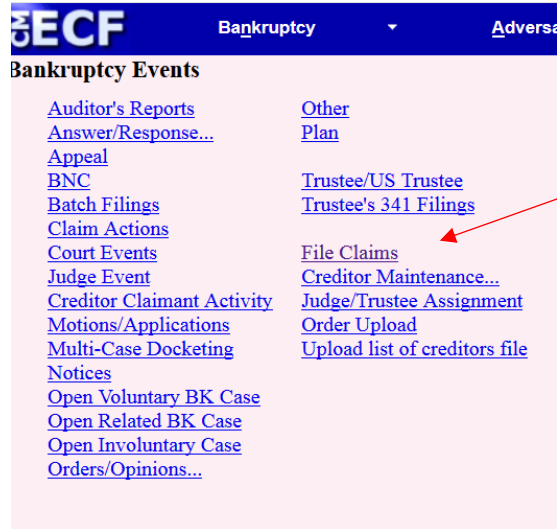 CM ECF Bankruptcy Adversa
Bankruptcy Events
Auditor's Reports Other
Answer/Response... Plan
Appeal
BNC Trustee/US Trustee
Batch Filings Trustee's 341 Filings
Claim Actions
Court Events File Claims
Judge Event Creditor Maintenance...
Creditor Claimant Activity Judge/Trustee Assignment
Motions/Applications Order Upload
Multi-Case Docketing Upload list of creditors file
Notices
Open Voluntary BK Case
Open Related BK Case
Open Involuntary Case
Orders/Opinions...